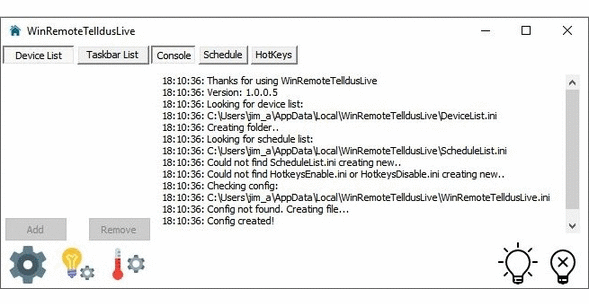 WinRemoteTelldusLive
Device List Taskbar List Console Schedule HotKeys
18:10:36: Thanks for using WinRemoteTelldusLive
18:10:36: Version: 1.0.0.5
18:10:36: Looking for device list:
18:10:36: C:\Users\jim_a\AppData\Local\WinRemoteTelldusLive\DeviceList.ini
18:10:36: Creating folder..
18:10:36: Looking for schedule list:
18:10:36: C:\Users\jim_a\AppData\Local\WinRemoteTelldusLive\ScheduleList.ini
18:10:36: Could not find ScheduleList.ini creating new..
18:10:36: Could not find HotkeysEnable.ini or HotkeysDisable.ini creating new..
18:10:36: Checking config:
18:10:36: C:\Users\jim_a\AppData\Local\WinRemoteTelldusLive\WinRemoteTelldusLive.ini
18:10:36: Config not found. Creating file...
18:10:36: Config created!
Add Remove